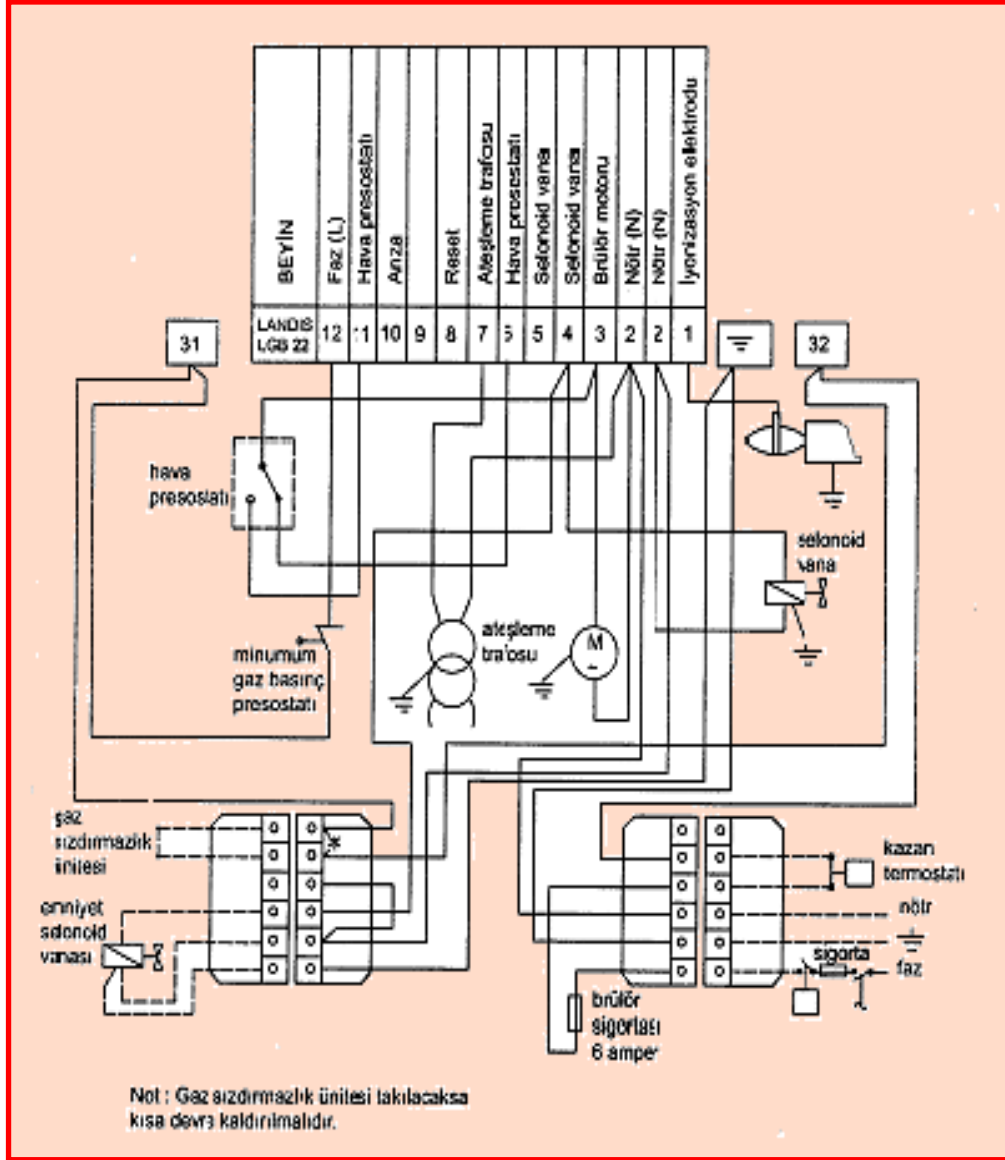 BEYİN
Faz (L)
Hava presostatı
Arıza
Reset
Ateşleme trafosu
Hava presestatı
Selonoid vana
Selonoid vana
Brülör motoru
Nötr (N)
Nötr (N)
İyonizasyon elektrodu
LANDIS
LGB 22
12
11
10
9
8
7
6
5
4
3
2
2
1
31
32
hava
presostatı
selonoid
vana
minumum
gaz basınç
presostatı
ateşleme
trafosu
M
~
gaz
sızdırmazlık
ünitesi
*
kazan
termostatı
emniyet
selonoid
vanası
nötr
sigorta
faz
brülör
sigortası
6 amper
Not : Gaz sızdırmazlık ünitesi takılacaksa
kısa devre kaldırılmalıdır.